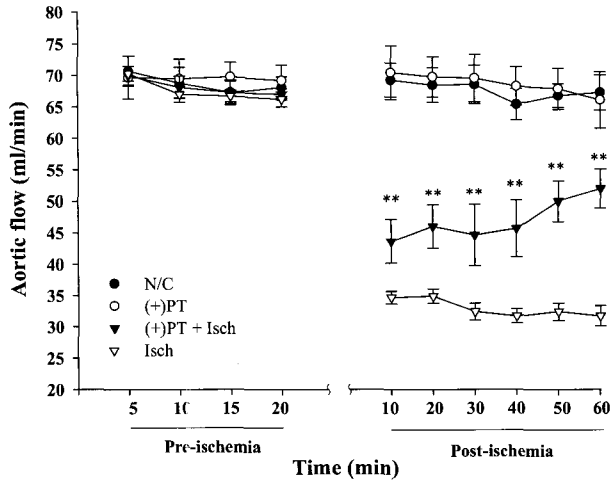 80
75
70
65
60
55
50
45
40
35
30
25
20
Aortic flow (ml/min)
** ** ** ** ** **
N/C
(+)PT
(+)PT + Isch
Isch
5 10 15 20 10 20 30 40 50 60
Pre-ischemia Post-ischemia
Time (min)